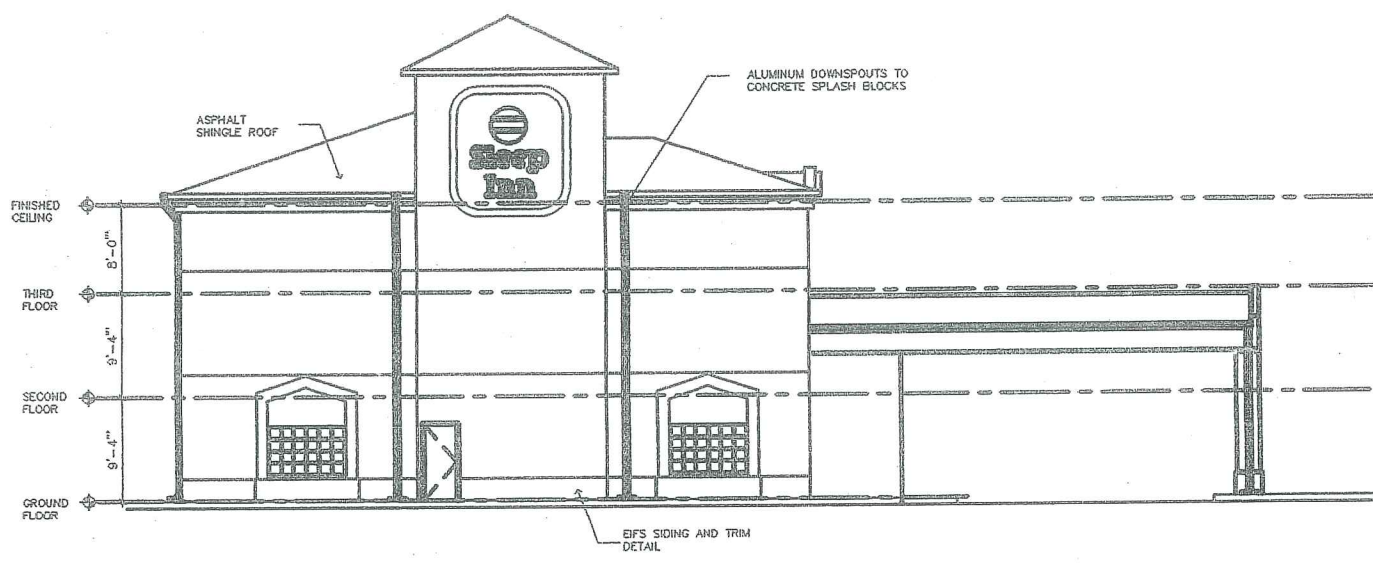 ALUMINUM DOWNSPOUTS TO
CONCRETE SPLASH BLOCKS
ASPHALT
SHINGLE ROOF
Sleep
Inn
FINISHED
CEILING
8'-0"
THIRD
FLOOR
9'-4"
SECOND
FLOOR
9'-4"
GROUND
FLOOR
EIFS SIDING AND TRIM
DETAIL